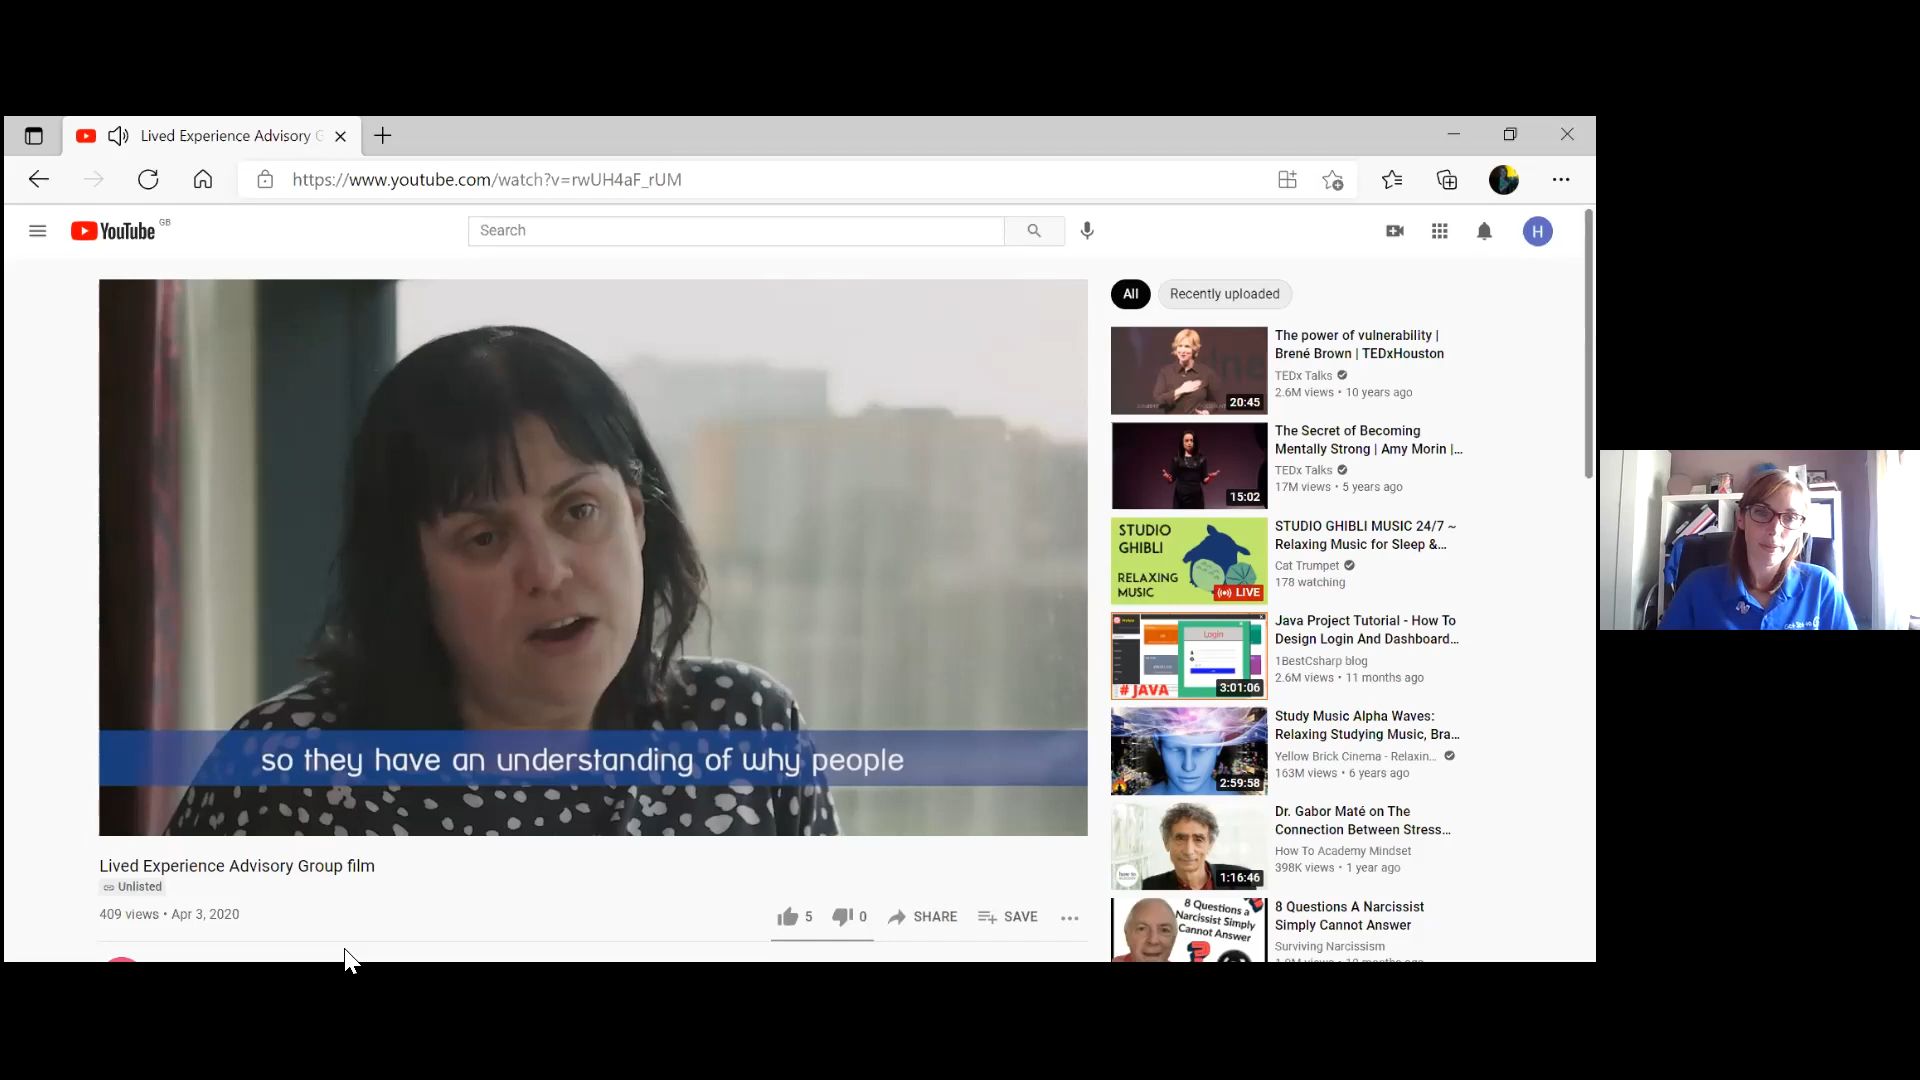 Lived Experience Advisory G
https://www.youtube.com/watch?v=rwUH4aF_rUM
YouTube GB
Search
H
so they have an understanding of why people
Lived Experience Advisory Group film
Unlisted
409 views • Apr 3, 2020
5
0
SHARE
SAVE
All
Recently uploaded
20:45
The power of vulnerability |
Brené Brown | TEDxHouston
TEDx Talks
2.6M views • 10 years ago
15:02
The Secret of Becoming
Mentally Strong | Amy Morin |...
TEDx Talks
17M views • 5 years ago
STUDIO
GHIBLI
RELAXING
MUSIC
LIVE
STUDIO GHIBLI MUSIC 24/7 ~
Relaxing Music for Sleep &...
Cat Trumpet
178 watching
Login
# JAVA
3:01:06
Java Project Tutorial - How To
Design Login And Dashboard...
1BestCsharp blog
2.6M views • 11 months ago
2:59:58
Study Music Alpha Waves:
Relaxing Studying Music, Bra...
Yellow Brick Cinema - Relaxin...
163M views • 6 years ago
how to
1:16:46
Dr. Gabor Maté on The
Connection Between Stress...
How To Academy Mindset
398K views • 1 year ago
8 Questions a
Narcissist Simply
Cannot Answer
8 Questions A Narcissist
Simply Cannot Answer
Surviving Narcissism